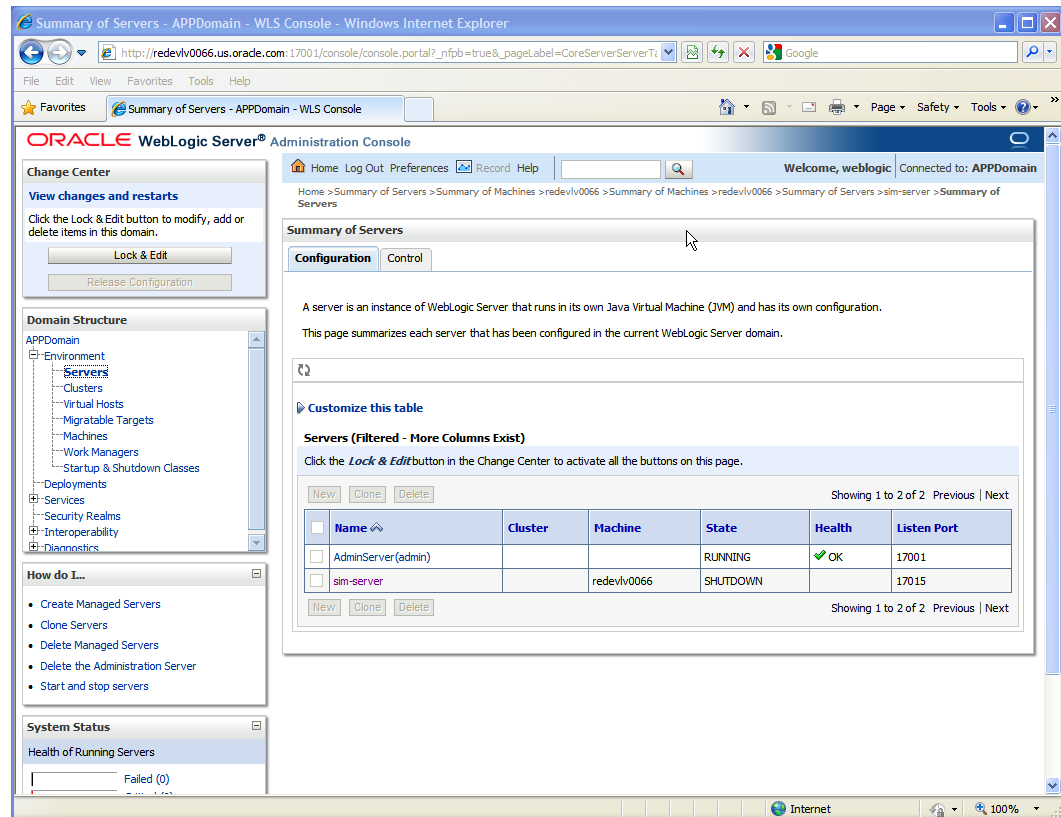 Summary of Servers - APPDomain - WLS Console - Windows Internet Explorer
http://redevlv0066.us.oracle.com:17001/console/console.portal?_nfpb=true&_pageLabel=CoreServerServerTa
Google
File Edit View Favorites Tools Help
Favorites
Summary of Servers - APPDomain - WLS Console
Page Safety Tools
ORACLE WebLogic Server® Administration Console
Change Center
View changes and restarts
Click the Lock & Edit button to modify, add or
delete items in this domain.
Lock & Edit
Release Configuration
Domain Structure
APPDomain
Environment
Servers
Clusters
Virtual Hosts
Migratable Targets
Machines
Work Managers
Startup & Shutdown Classes
Deployments
Services
Security Realms
Interoperability
Diagnostics
How do I...
Create Managed Servers
Clone Servers
Delete Managed Servers
Delete the Administration Server
Start and stop servers
System Status
Health of Running Servers
Failed (0)
Home Log Out Preferences Record Help
Welcome, weblogic Connected to: APPDomain
Home >Summary of Servers >Summary of Machines >redevlv0066 >Summary of Machines >redevlv0066 >Summary of Servers >sim-server >Summary of
Servers
Summary of Servers
Configuration Control
A server is an instance of WebLogic Server that runs in its own Java Virtual Machine (JVM) and has its own configuration.
This page summarizes each server that has been configured in the current WebLogic Server domain.
Customize this table
Servers (Filtered - More Columns Exist)
Click the Lock & Edit button in the Change Center to activate all the buttons on this page.
New Clone Delete Showing 1 to 2 of 2 Previous | Next
Name Cluster Machine State Health Listen Port
AdminServer(admin) RUNNING OK 17001
sim-server redevlv0066 SHUTDOWN 17015
New Clone Delete Showing 1 to 2 of 2 Previous | Next
Internet 100%